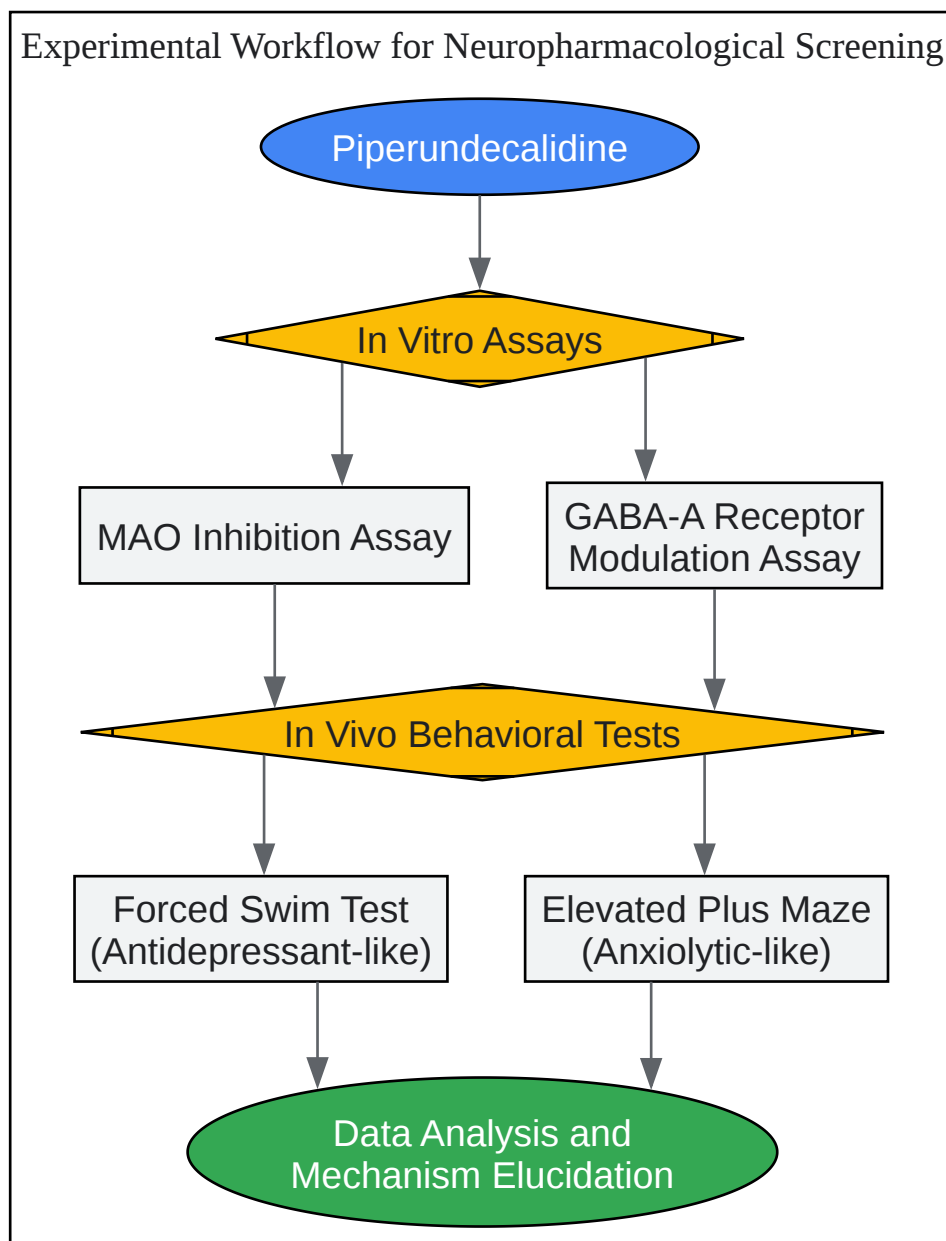 Experimental Workflow for Neuropharmacological Screening
Piperundecalidine
In Vitro Assays
MAO Inhibition Assay
GABA-A Receptor
Modulation Assay
In Vivo Behavioral Tests
Forced Swim Test
(Antidepressant-like)
Elevated Plus Maze
(Anxiolytic-like)
Data Analysis and
Mechanism Elucidation